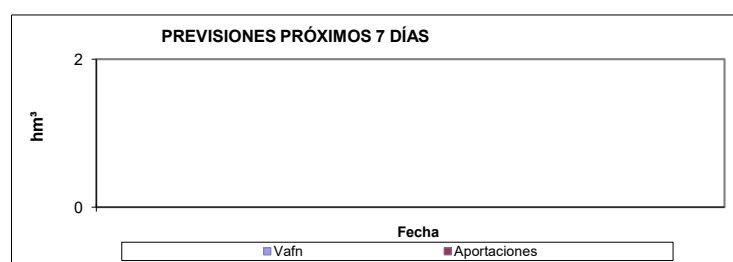 PREVISIONES PRÓXIMOS 7 DÍAS
2
hm³
0
Fecha
Vafn Aportaciones